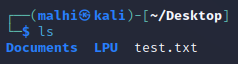 ┌──(malhi㉿kali)-[~/Desktop]
└─$ ls
Documents  LPU  test.txt